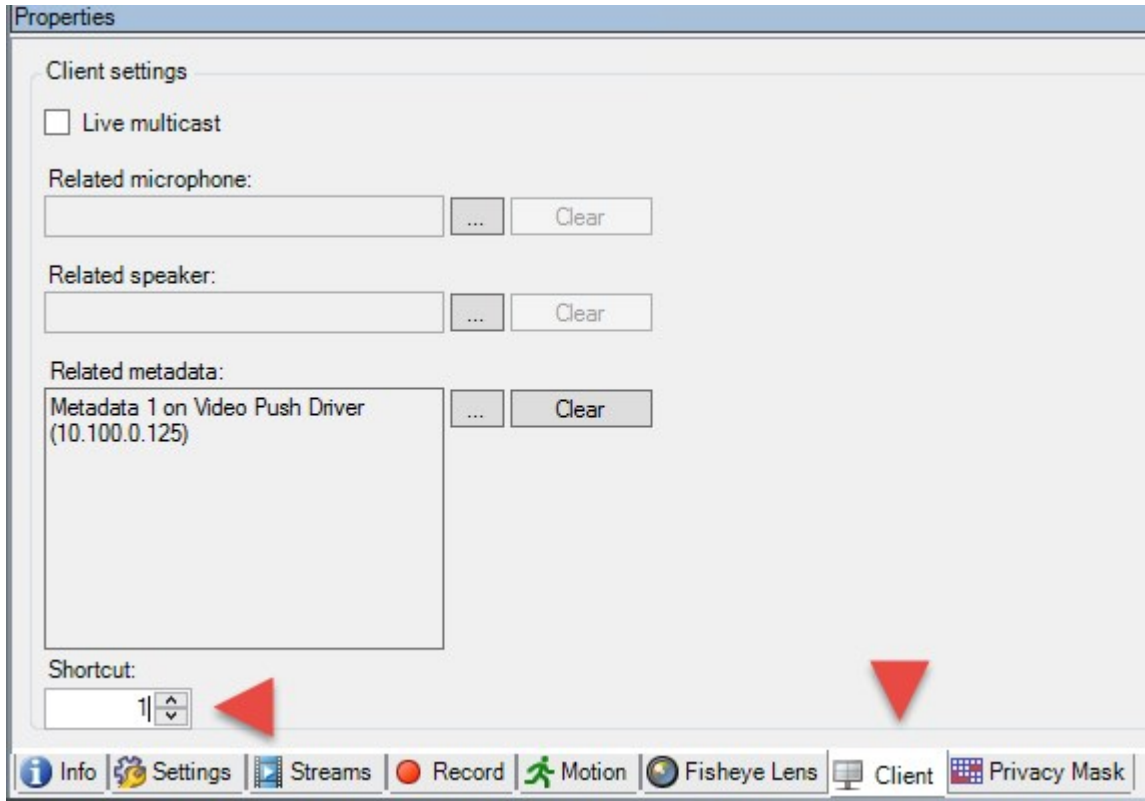 Properties
Client settings
Live multicast
Related microphone:
... Clear
Related speaker:
... Clear
Related metadata:
Metadata 1 on Video Push Driver
(10.100.0.125)
... Clear
Shortcut:
1
Info Settings Streams Record Motion Fisheye Lens Client Privacy Mask